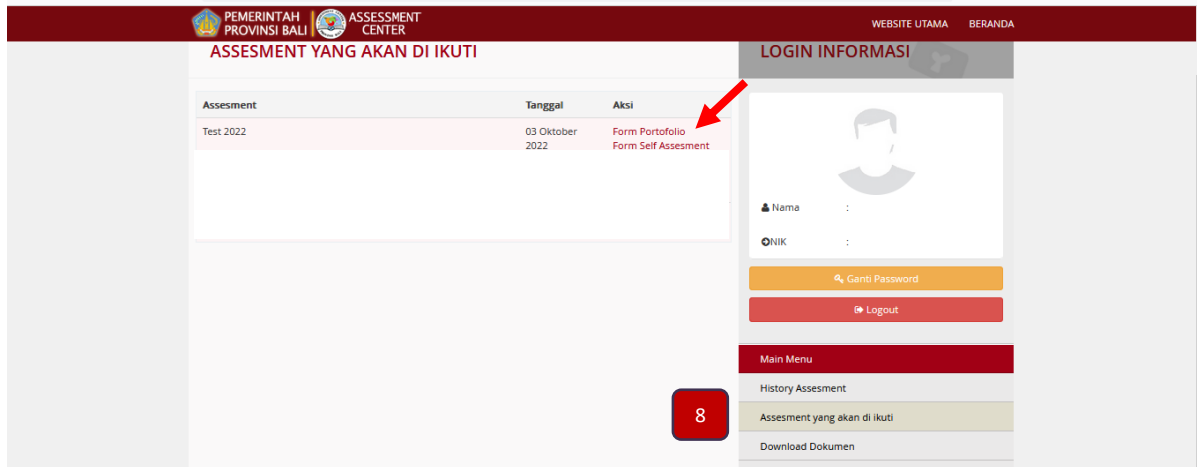 PEMERINTAH
PROVINSI BALI
ASSESSMENT
CENTER
WEBSITE UTAMA BERANDA
ASSESMENT YANG AKAN DI IKUTI
Assesment Tanggal Aksi
Test 2022 03 Oktober Form Portofolio
2022 Form Self Assesment
LOGIN INFORMASI
Nama :
NIK :
Ganti Password
Logout
Main Menu
History Assesment
Assesment yang akan di ikuti
Download Dokumen
8